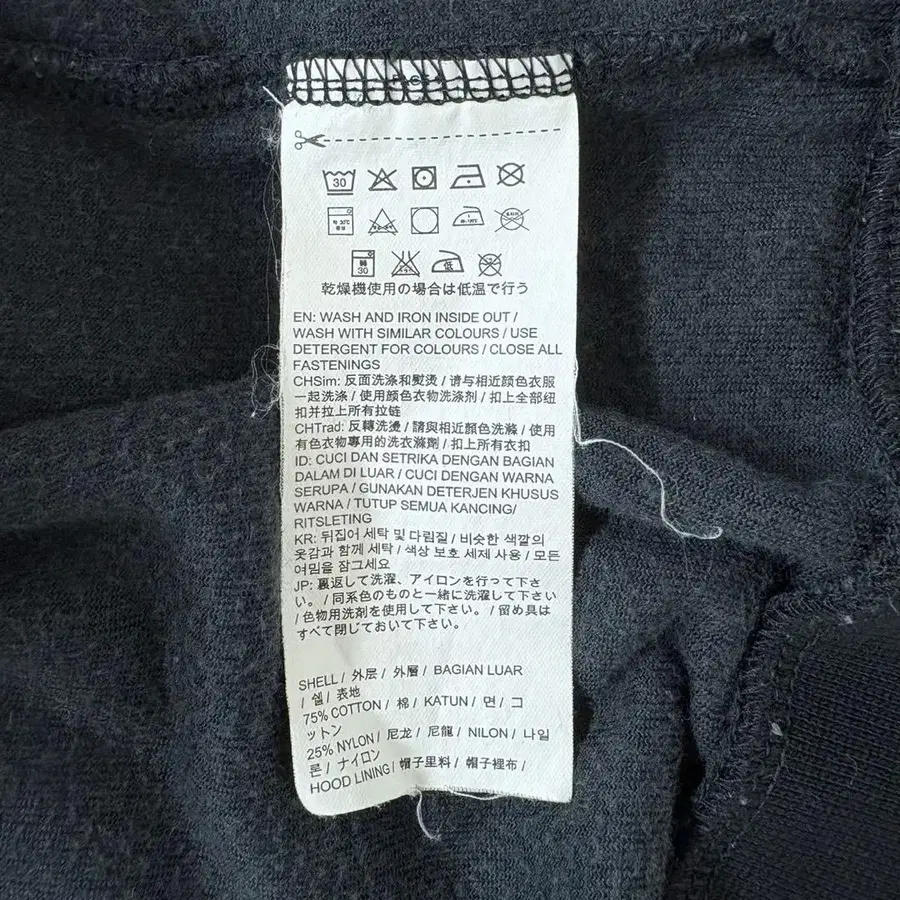 30
30
低
乾燥機使用の場合は低温で行う
EN: WASH AND IRON INSIDE OUT /
WASH WITH SIMILAR COLOURS / USE
DETERGENT FOR COLOURS / CLOSE ALL
FASTENINGS
CHSim: 反面洗涤和熨烫 / 请与相近颜色衣服
一起洗涤 / 使用颜色衣物洗涤剂 / 扣上全部纽
扣并拉上所有拉链
CHTrad: 反轉洗燙 / 請與相近顏色洗滌 / 使用
有色衣物專用的洗衣滌劑 / 扣上所有衣扣
ID: CUCI DAN SETRIKA DENGAN BAGIAN
DALAM DI LUAR / CUCI DENGAN WARNA
SERUPA / GUNAKAN DETERJEN KHUSUS
WARNA / TUTUP SEMUA KANCING/
RITSLETING
KR: 뒤집어 세탁 및 다림질 / 비슷한 색깔의
옷감과 함께 세탁 / 색상 보호 세제 사용 / 모든
여밈을 잠그세요
JP: 裏返して洗濯、アイロンを行って下さ
い。 / 同系色のものと一緒に洗濯して下さい。
/ 色物用洗剤を使用して下さい。 / 留め具は
すべて閉じておいて下さい。
SHELL / 外层 / 外層 / BAGIAN LUAR
/ 쉘 / 表地
75% COTTON / 棉 / KATUN / 면 / コ
ットン
25% NYLON / 尼龙 / 尼龍 / NILON / 나일
론 / ナイロン
HOOD LINING / 帽子里料 / 帽子裡布 /